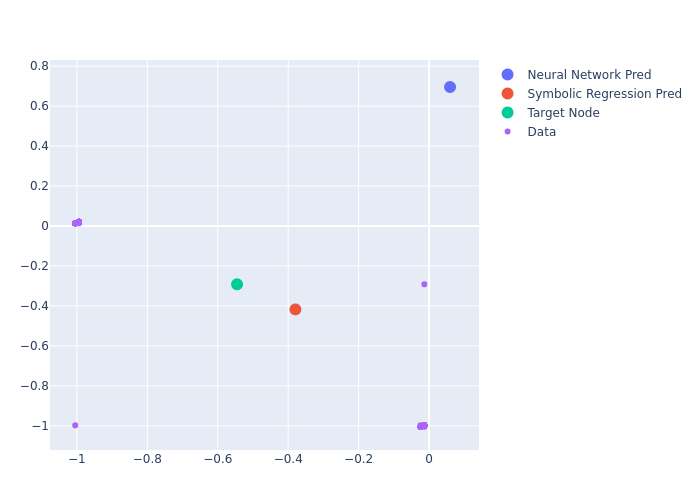 Neural Network Pred
Symbolic Regression Pred
Target Node
Data
0.8
0.6
0.4
0.2
0
−0.2
−0.4
−0.6
−0.8
−1
−1 −0.8 −0.6 −0.4 −0.2 0